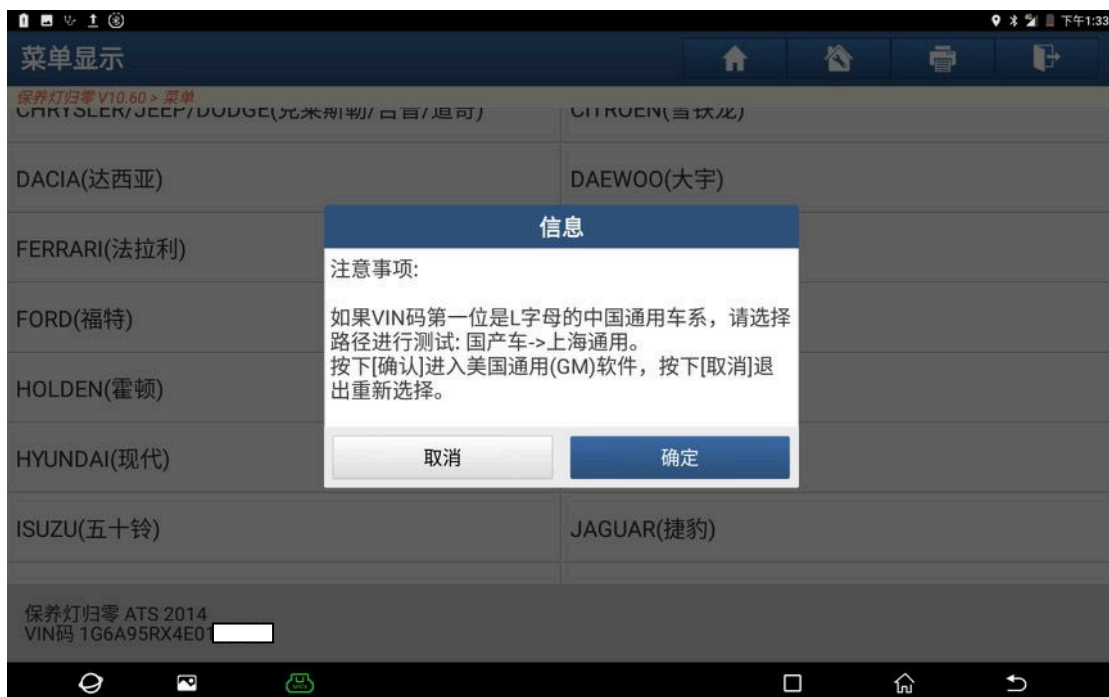 下午1:33
菜单显示
保养灯归零 V10.60 > 菜单
CHRYSLER/JEEP/DODGE(克莱斯勒/吉普/道奇)
CITROEN(雪铁龙)
DACIA(达西亚)
DAEWOO(大宇)
FERRARI(法拉利)
FORD(福特)
HOLDEN(霍顿)
HYUNDAI(现代)
ISUZU(五十铃)
JAGUAR(捷豹)
信息
注意事项:
如果VIN码第一位是L字母的中国通用车系，请选择
路径进行测试: 国产车->上海通用。
按下[确认]进入美国通用(GM)软件，按下[取消]退
出重新选择。
取消
确定
保养灯归零 ATS 2014
VIN码 1G6A95RX4E01